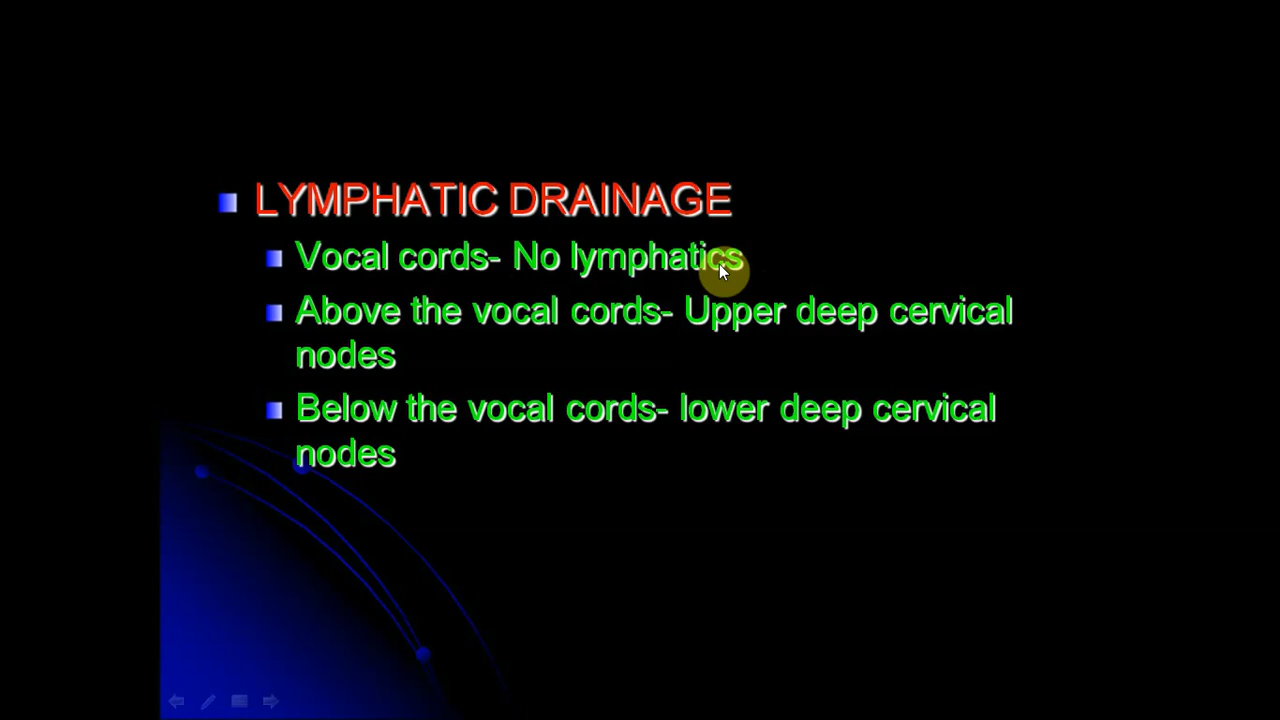 LYMPHATIC DRAINAGE
Vocal cords- No lymphatics
Above the vocal cords- Upper deep cervical
nodes
Below the vocal cords- lower deep cervical
nodes